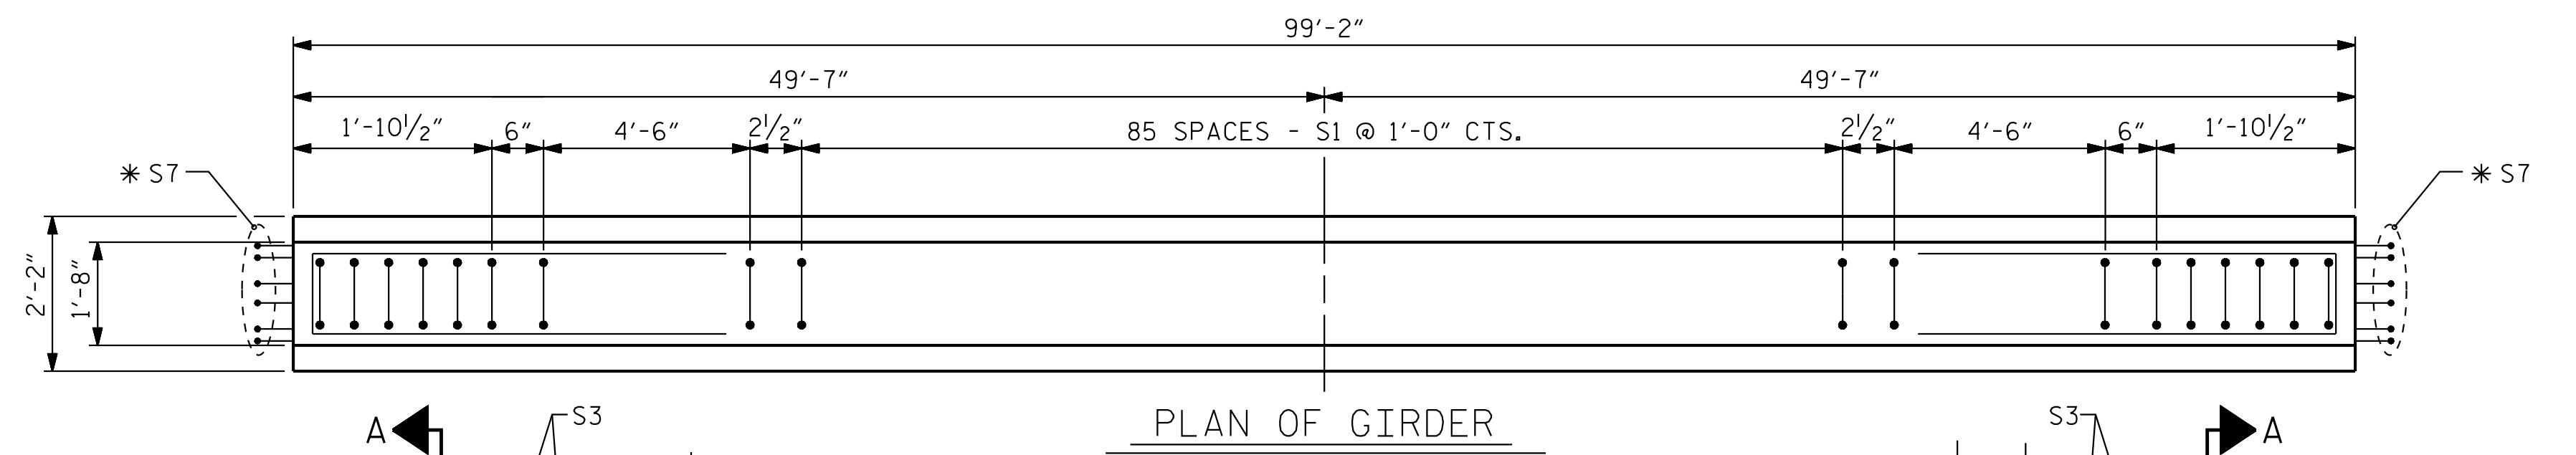 99'-2"
49'-7" 49'-7"
1'-10½" 6" 4'-6" 2½" 85 SPACES - S1 @ 1'-0" CTS. 2½" 4'-6" 6" 1'-10½"
✳ S7 ✳ S7
2'-2" 1'-8"
A S3 PLAN OF GIRDER S3 A